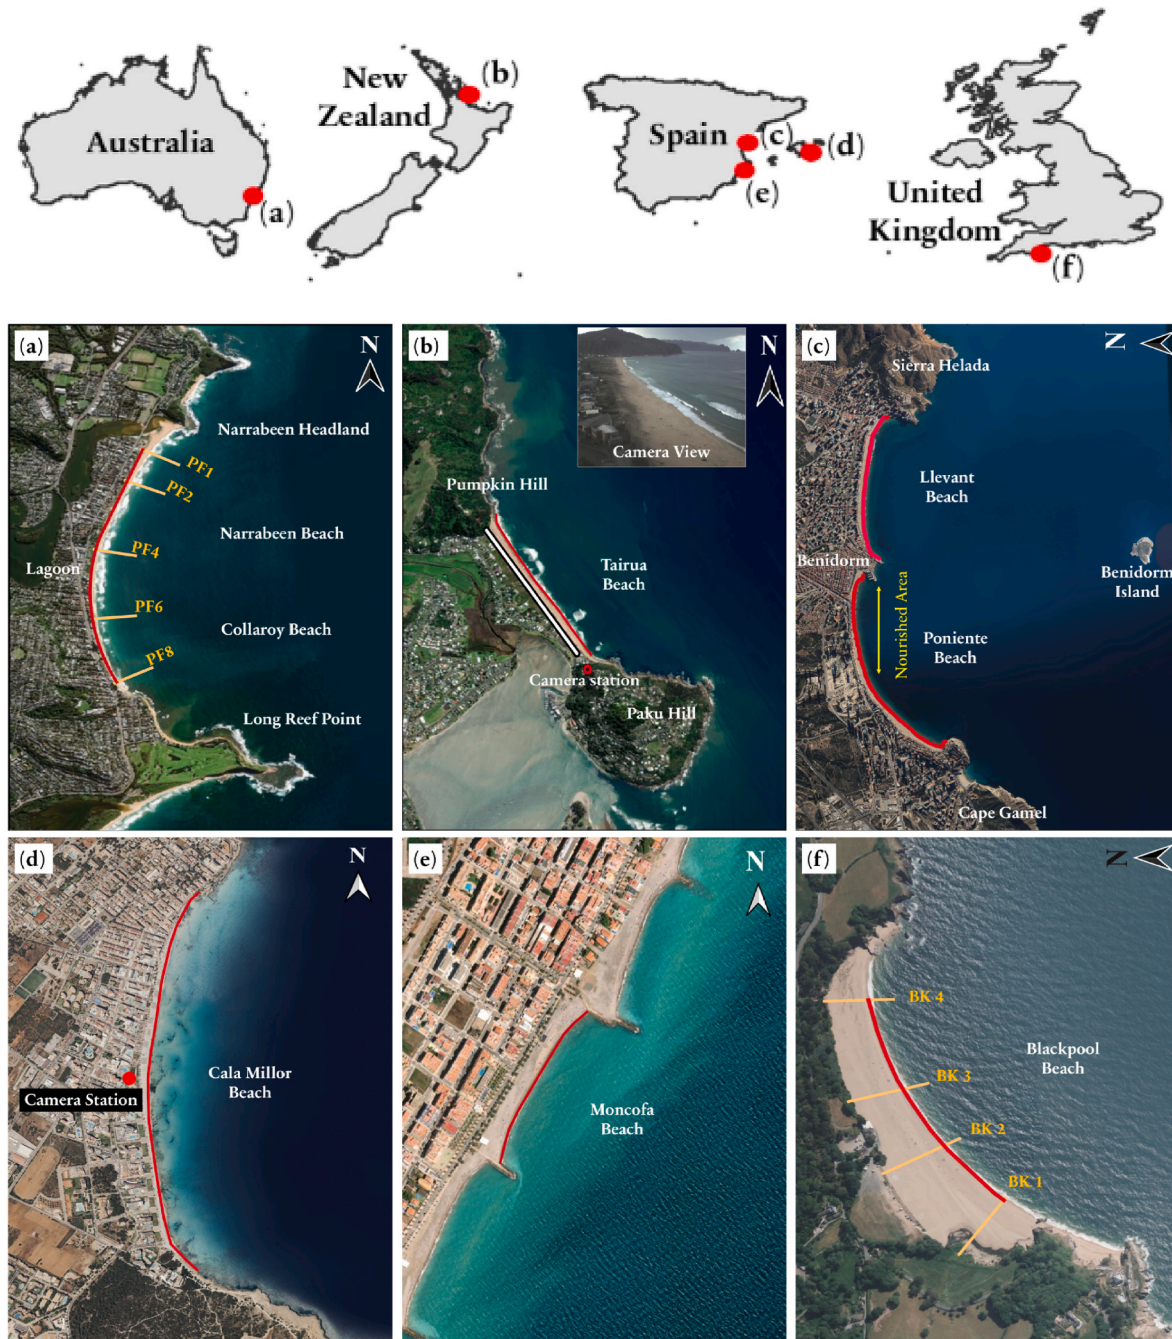 Australia
(a)
New
Zealand
(b)
Spain
(c)
(d)
(e)
United
Kingdom
(f)
(a)
N
Narrabeen Headland
PF1
PF2
Narrabeen Beach
PF4
Lagoon
PF6
Collaroy Beach
PF8
Long Reef Point
(b)
N
Camera View
Pumpkin Hill
Tairua
Beach
Camera station
Paku Hill
(c)
N
Sierra Helada
Llevant
Beach
Benidorm
Benidorm
Island
Nourished Area
Poniente
Beach
Cape Gamel
(d)
N
Cala Millor
Beach
Camera Station
(e)
N
Moncofa
Beach
(f)
N
BK 4
Blackpool
Beach
BK 3
BK 2
BK 1